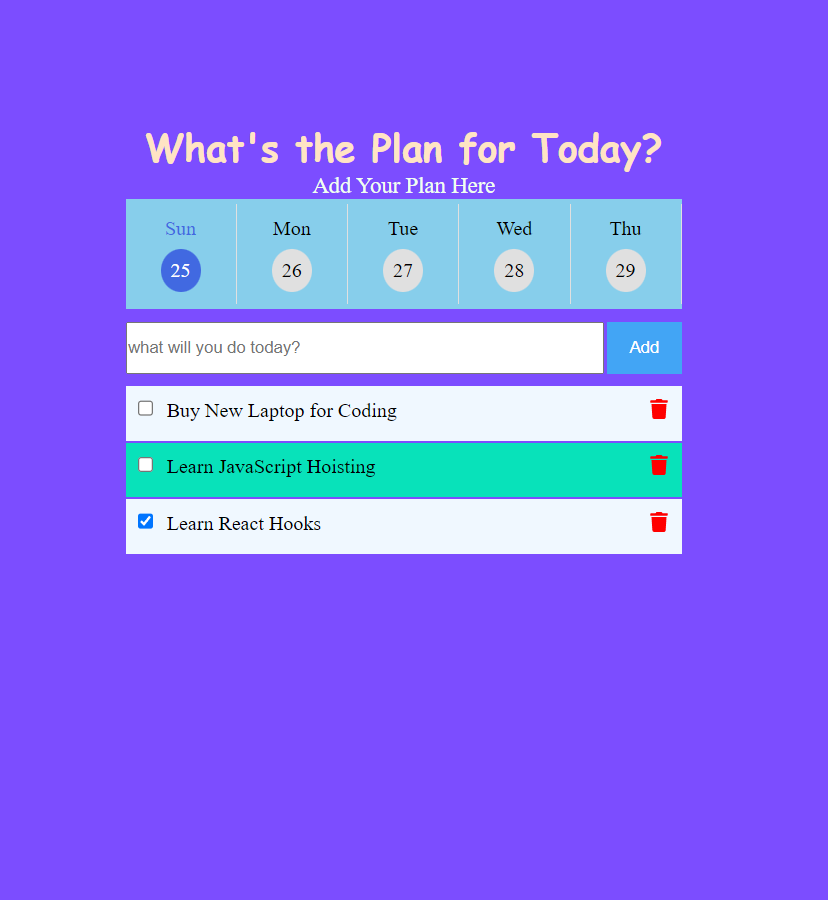 What's the Plan for Today?
Add Your Plan Here
Sun Mon Tue Wed Thu
25 26 27 28 29
what will you do today? Add
Buy New Laptop for Coding
Learn JavaScript Hoisting
Learn React Hooks